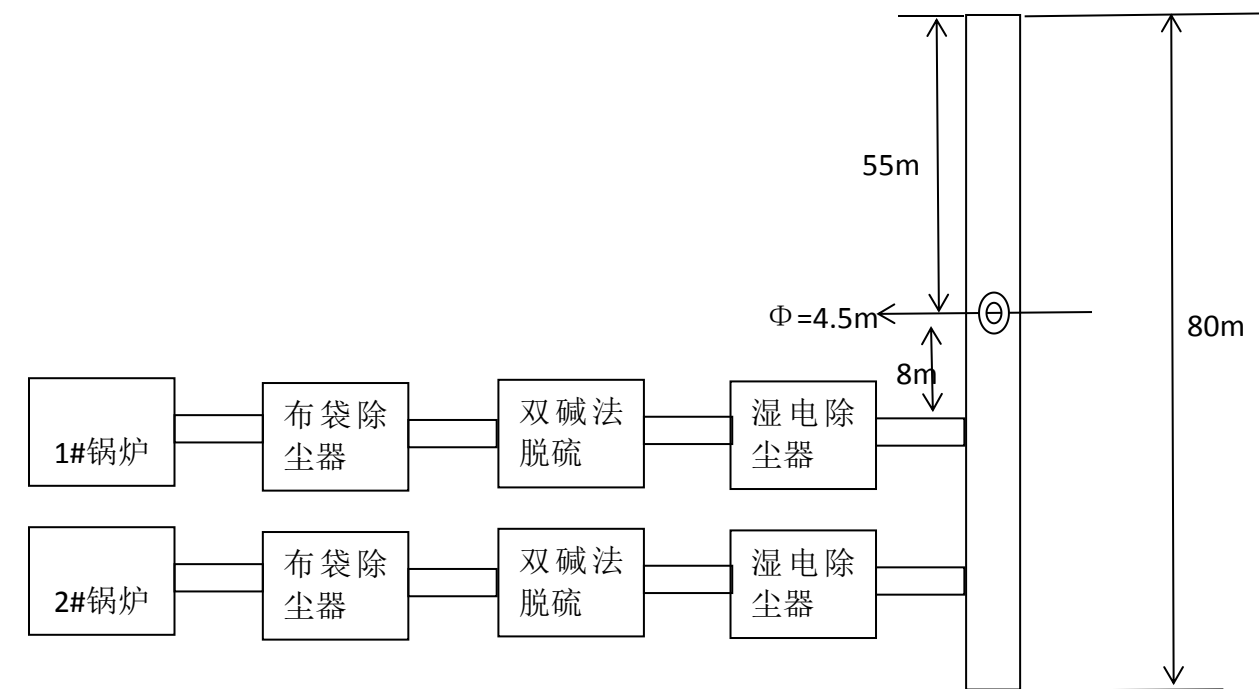 55m
Φ=4.5m
80m
8m
1#锅炉
布袋除
尘器
双碱法
脱硫
湿电除
尘器
2#锅炉
布袋除
尘器
双碱法
脱硫
湿电除
尘器